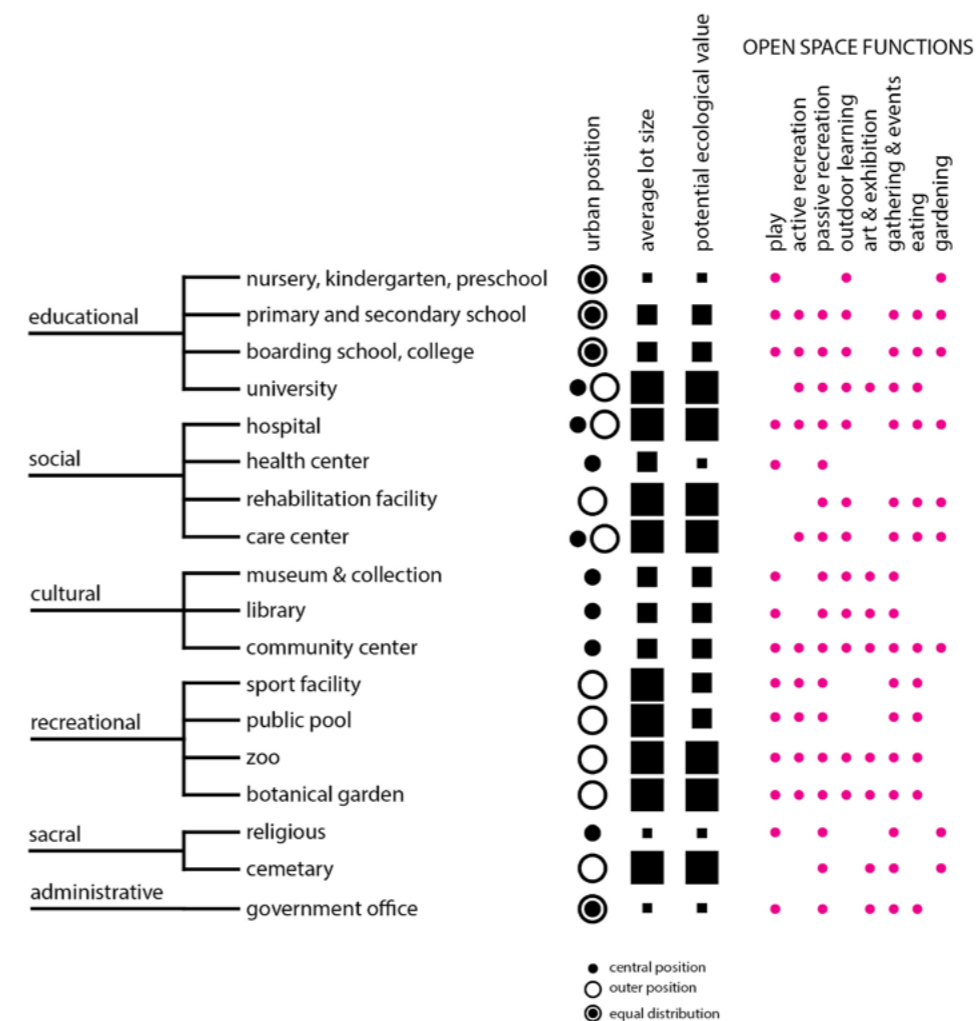 OPEN SPACE FUNCTIONS
urban position
average lot size
potential ecological value
play
active recreation
passive recreation
outdoor learning
art & exhibition
gathering & events
eating
gardening
educational
nursery, kindergarten, preschool
primary and secondary school
boarding school, college
university
social
hospital
health center
rehabilitation facility
care center
cultural
museum & collection
library
community center
recreational
sport facility
public pool
zoo
botanical garden
sacral
religious
cemetary
administrative
government office
central position
outer position
equal distribution